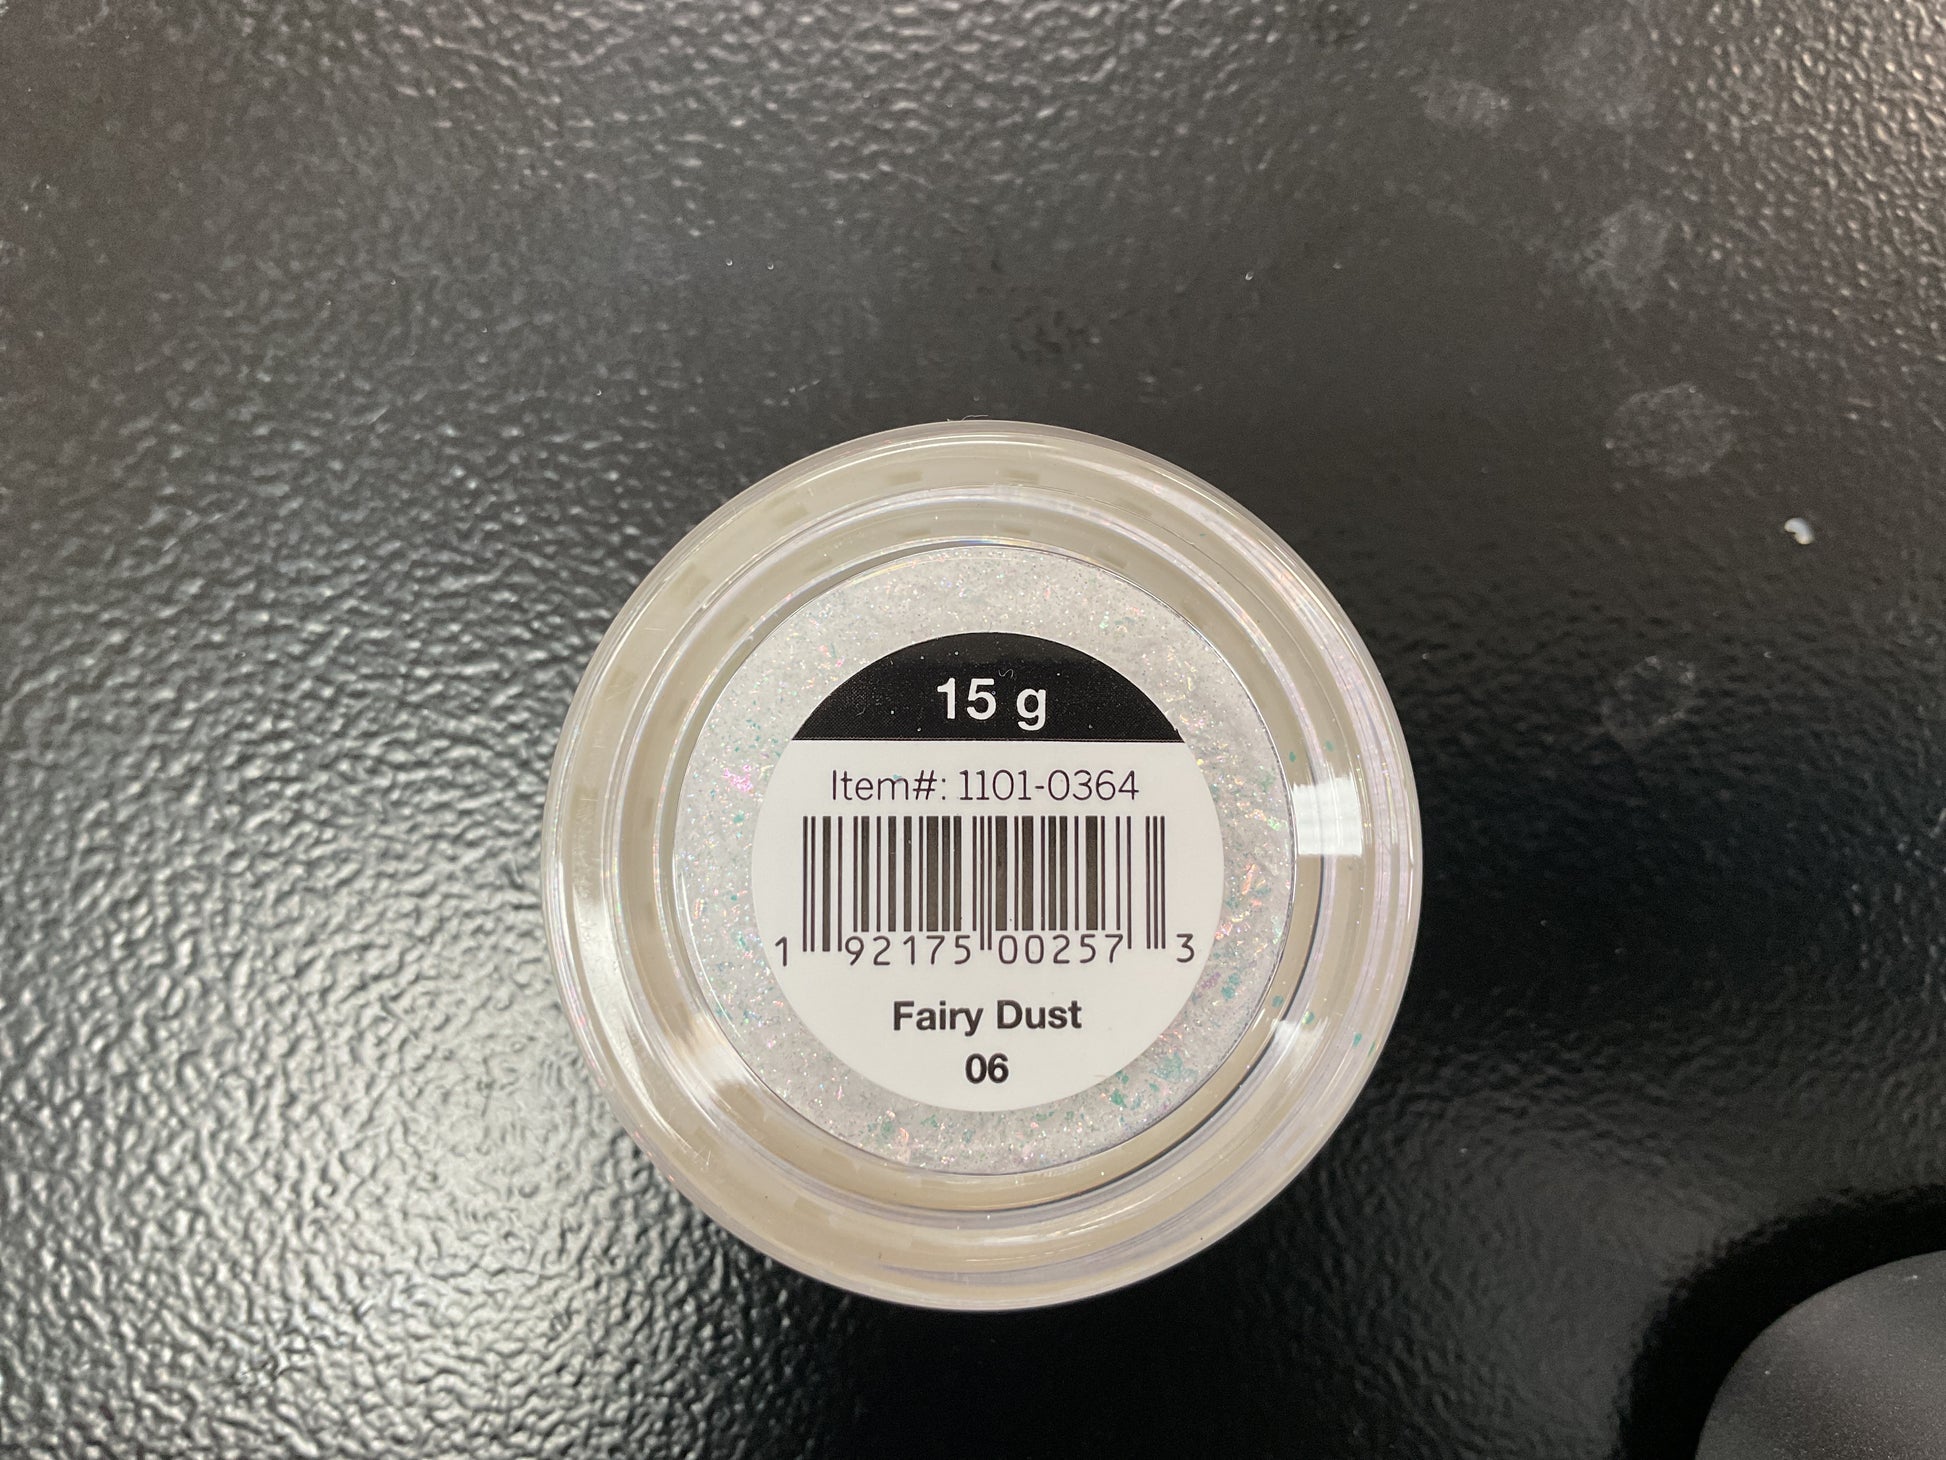 15 g
Item#: 1101-0364
1 92175 00257 3
Fairy Dust
06